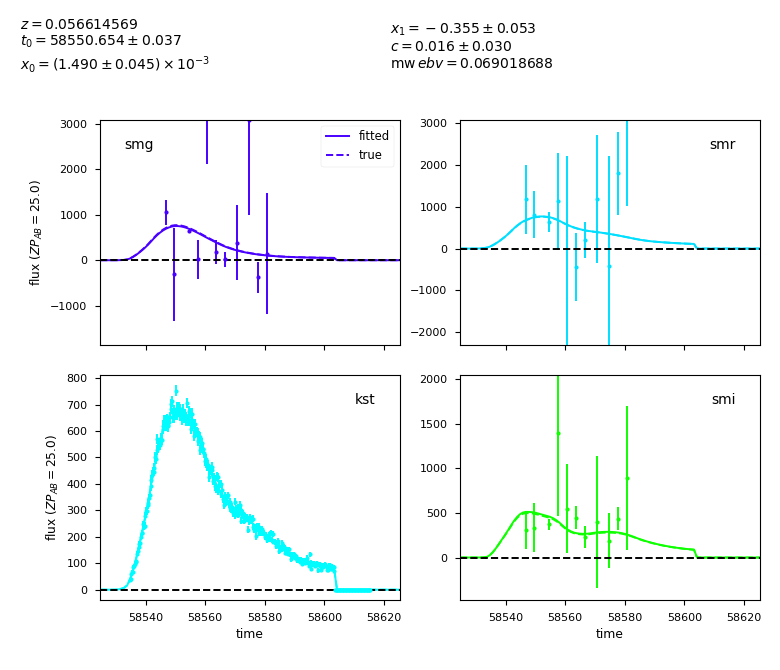 z = 0.056614569
t₀ = 58550.654 ± 0.037
x₀ = (1.490 ± 0.045) × 10⁻³
x₁ = −0.355 ± 0.053
c = 0.016 ± 0.030
mw ebv = 0.069018688
smg
fitted
true
3000
2000
1000
0
−1000
flux (ZP_AB = 25.0)
smr
3000
2000
1000
0
−1000
−2000
kst
800
700
600
500
400
300
200
100
0
flux (ZP_AB = 25.0)
58540 58560 58580 58600 58620
time
smi
2000
1500
1000
500
0
58540 58560 58580 58600 58620
time